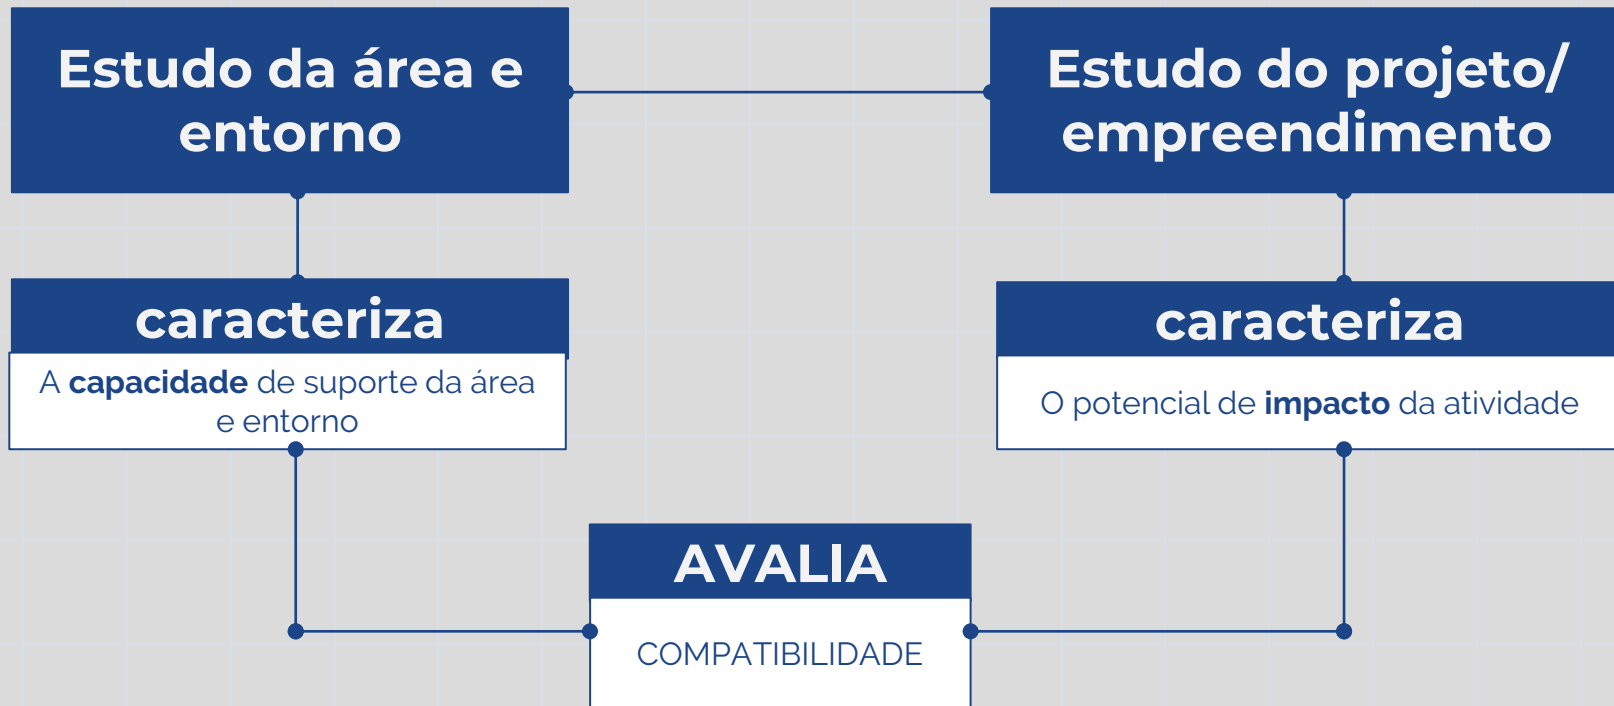 Estudo da área e
entorno
Estudo do projeto/
empreendimento
caracteriza
A capacidade de suporte da área
e entorno
caracteriza
O potencial de impacto da atividade
AVALIA
COMPATIBILIDADE